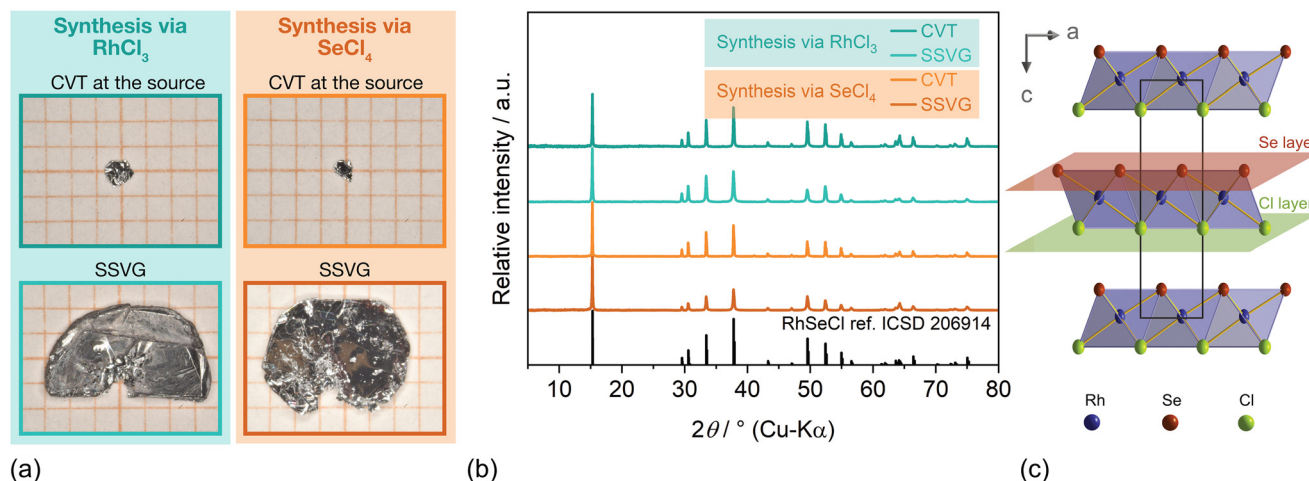 (a)
Synthesis via
RhCl₃
CVT at the source
SSVG
Synthesis via
SeCl₄
CVT at the source
SSVG
(b)
Relative intensity / a.u.
Synthesis via RhCl₃
CVT
SSVG
Synthesis via SeCl₄
CVT
SSVG
RhSeCl ref. ICSD 206914
10 20 30 40 50 60 70 80
2θ / ° (Cu-Kα)
(c)
a
c
Se layer
Cl layer
Rh Se Cl